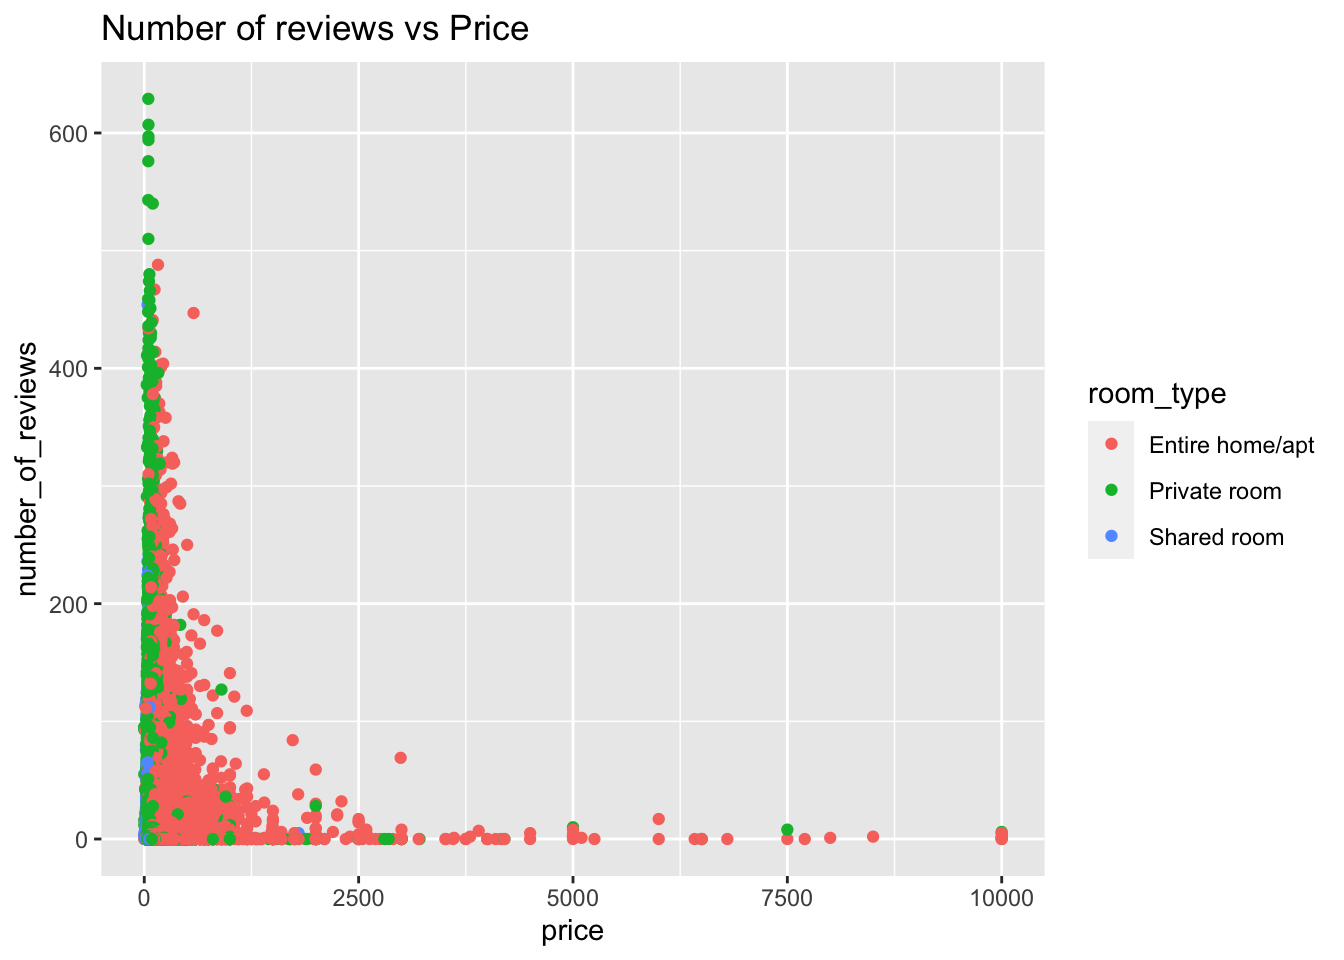 Number of reviews vs Price
600
400
200
0
number_of_reviews
0 2500 5000 7500 10000
price
room_type
Entire home/apt
Private room
Shared room